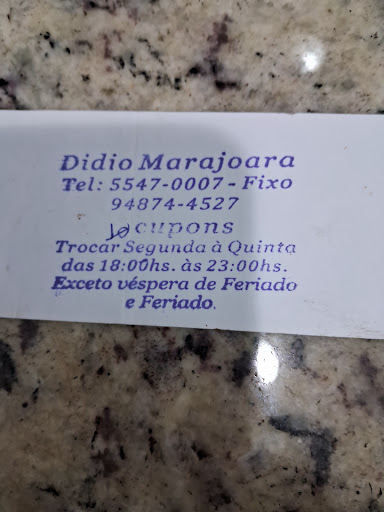 Didio Marajoara
Tel: 5547-0007 - Fixo
94874-4527
10 cupons
Trocar Segunda à Quinta
das 18:00hs. às 23:00hs.
Exceto véspera de Feriado
e Feriado.